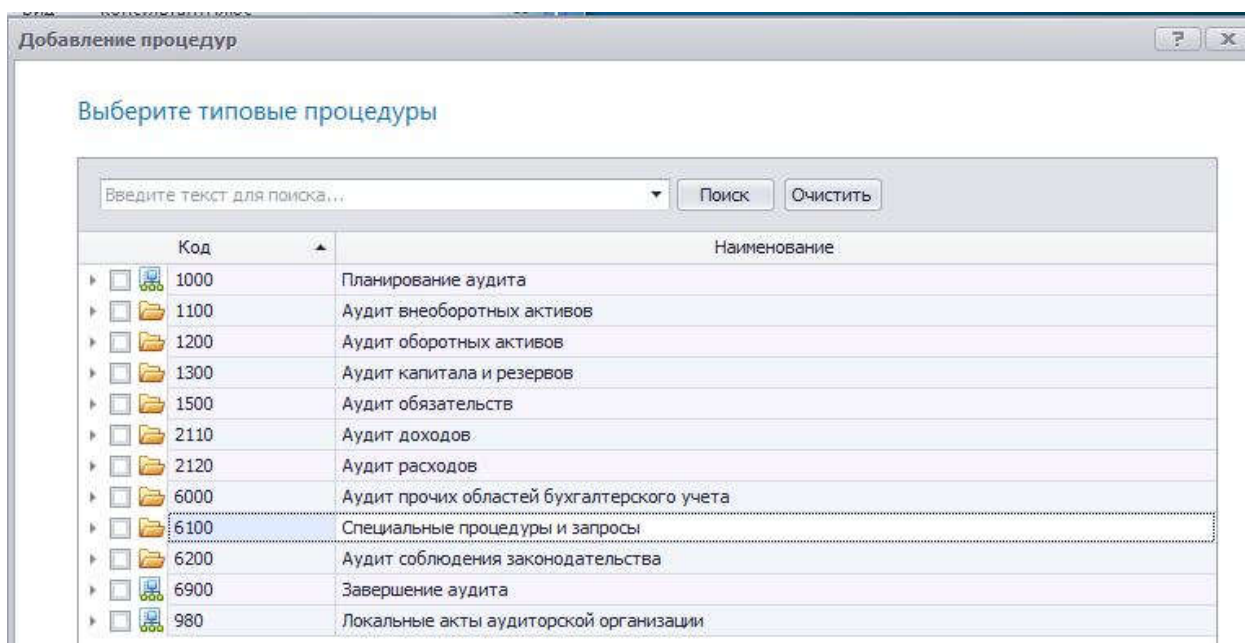 Добавление процедур
Выберите типовые процедуры
Введите текст для поиска... Поиск Очистить
Код Наименование
1000 Планирование аудита
1100 Аудит внеоборотных активов
1200 Аудит оборотных активов
1300 Аудит капитала и резервов
1500 Аудит обязательств
2110 Аудит доходов
2120 Аудит расходов
6000 Аудит прочих областей бухгалтерского учета
6100 Специальные процедуры и запросы
6200 Аудит соблюдения законодательства
6900 Завершение аудита
980 Локальные акты аудиторской организации